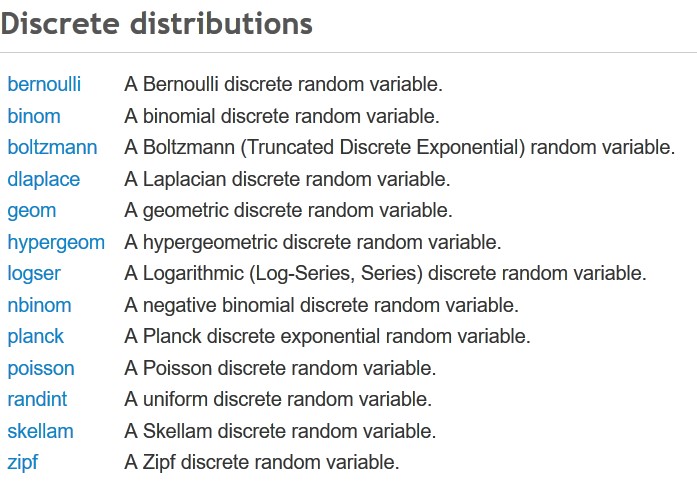 Discrete distributions
bernoulli A Bernoulli discrete random variable.
binom A binomial discrete random variable.
boltzmann A Boltzmann (Truncated Discrete Exponential) random variable.
dlaplace A Laplacian discrete random variable.
geom A geometric discrete random variable.
hypergeom A hypergeometric discrete random variable.
logser A Logarithmic (Log-Series, Series) discrete random variable.
nbinom A negative binomial discrete random variable.
planck A Planck discrete exponential random variable.
poisson A Poisson discrete random variable.
randint A uniform discrete random variable.
skellam A Skellam discrete random variable.
zipf A Zipf discrete random variable.